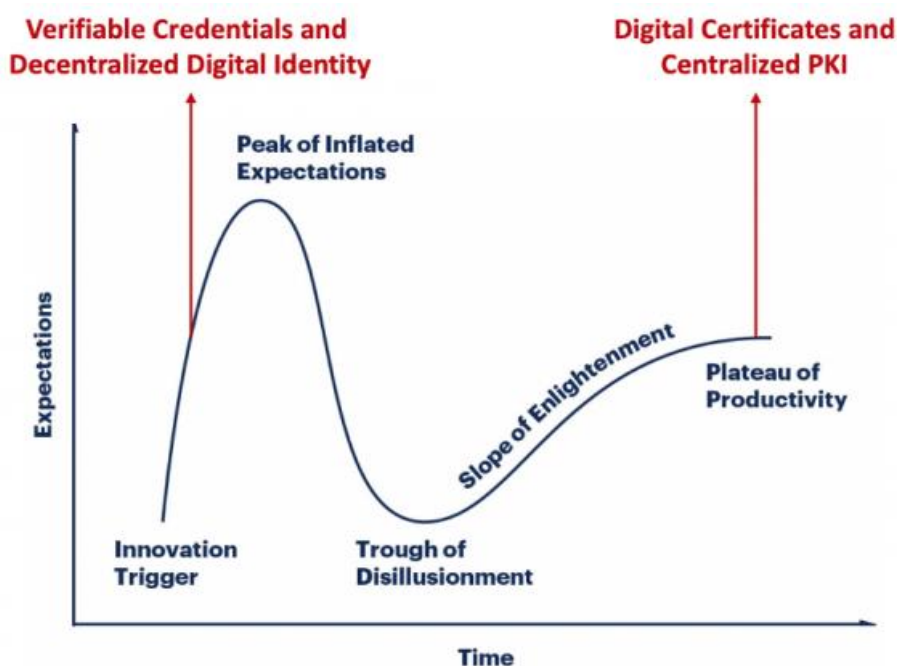 Verifiable Credentials and
Decentralized Digital Identity
Digital Certificates and
Centralized PKI
Peak of Inflated
Expectations
Expectations
Slope of Enlightenment
Plateau of
Productivity
Innovation
Trigger
Trough of
Disillusionment
Time